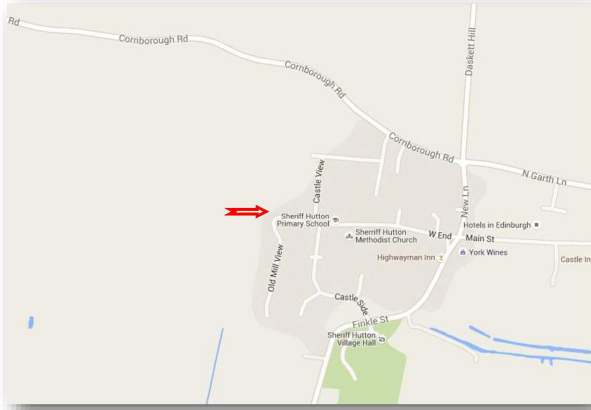 Rd
Cornborough Rd
Daskett Hill
Cornborough Rd
Cornborough Rd
N Garth Ln
Castle View
New Ln
Sheriff Hutton
Primary School
Hotels in Edinburgh
Sherriff Hutton
Methodist Church
W End
Main St
Highwayman Inn
York Wines
Castle In
Old Mill View
Castle Side
Finkle St
Sheriff Hutton
Village Hall